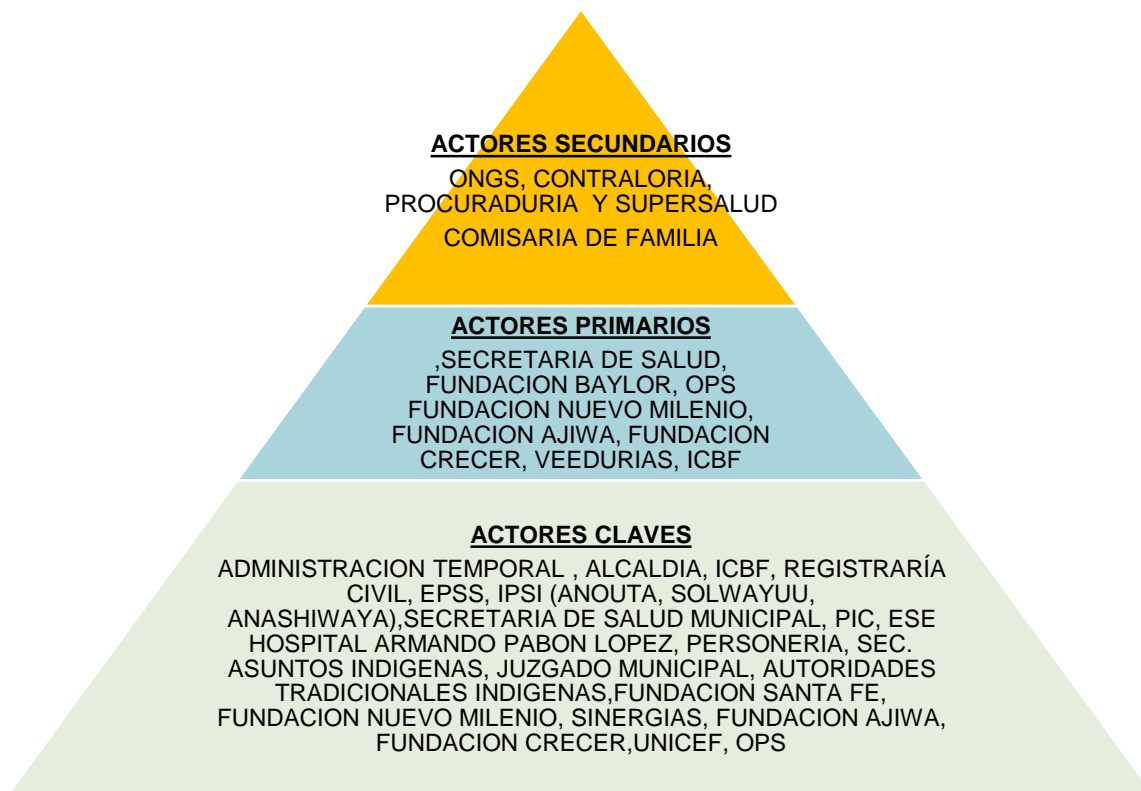 ACTORES SECUNDARIOS
ONGS, CONTRALORIA,
PROCURADURIA Y SUPERSALUD
COMISARIA DE FAMILIA
ACTORES PRIMARIOS
,SECRETARIA DE SALUD,
FUNDACION BAYLOR, OPS
FUNDACION NUEVO MILENIO,
FUNDACION AJIWA, FUNDACION
CRECER, VEEDURIAS, ICBF
ACTORES CLAVES
ADMINISTRACION TEMPORAL , ALCALDIA, ICBF, REGISTRARÍA
CIVIL, EPSS, IPSI (ANOUTA, SOLWAYUU,
ANASHIWAYA),SECRETARIA DE SALUD MUNICIPAL, PIC, ESE
HOSPITAL ARMANDO PABON LOPEZ, PERSONERIA, SEC.
ASUNTOS INDIGENAS, JUZGADO MUNICIPAL, AUTORIDADES
TRADICIONALES INDIGENAS,FUNDACION SANTA FE,
FUNDACION NUEVO MILENIO, SINERGIAS, FUNDACION AJIWA,
FUNDACION CRECER,UNICEF, OPS